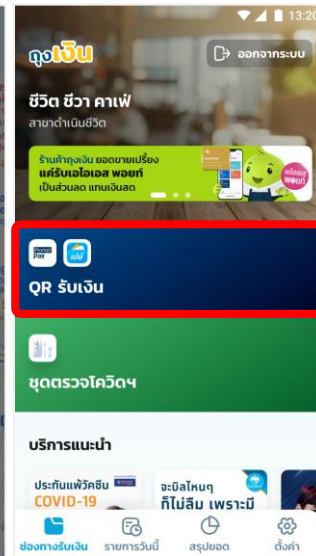 13:20
ถุงเงิน
ออกจากระบบ
ชีวิต ชีวา คาเฟ่
สาขาดำเนินชีวิต
ร้านค้าถุงเงิน ยอดขายเปรี้ยง
แค่รับเอไอเอส พอยท์
เป็นส่วนลด แทนเงินสด
Pay
เป๋า
QR รับเงิน
ชุดตรวจโควิดฯ
บริการแนะนำ
ประกันแพ้วัคซีน
COVID-19
จะบิลไหนๆ
ก็ไม่ลืม เพราะมี
ช่องทางรับเงิน
รายการวันนี้
สรุปยอด
ตั้งค่า